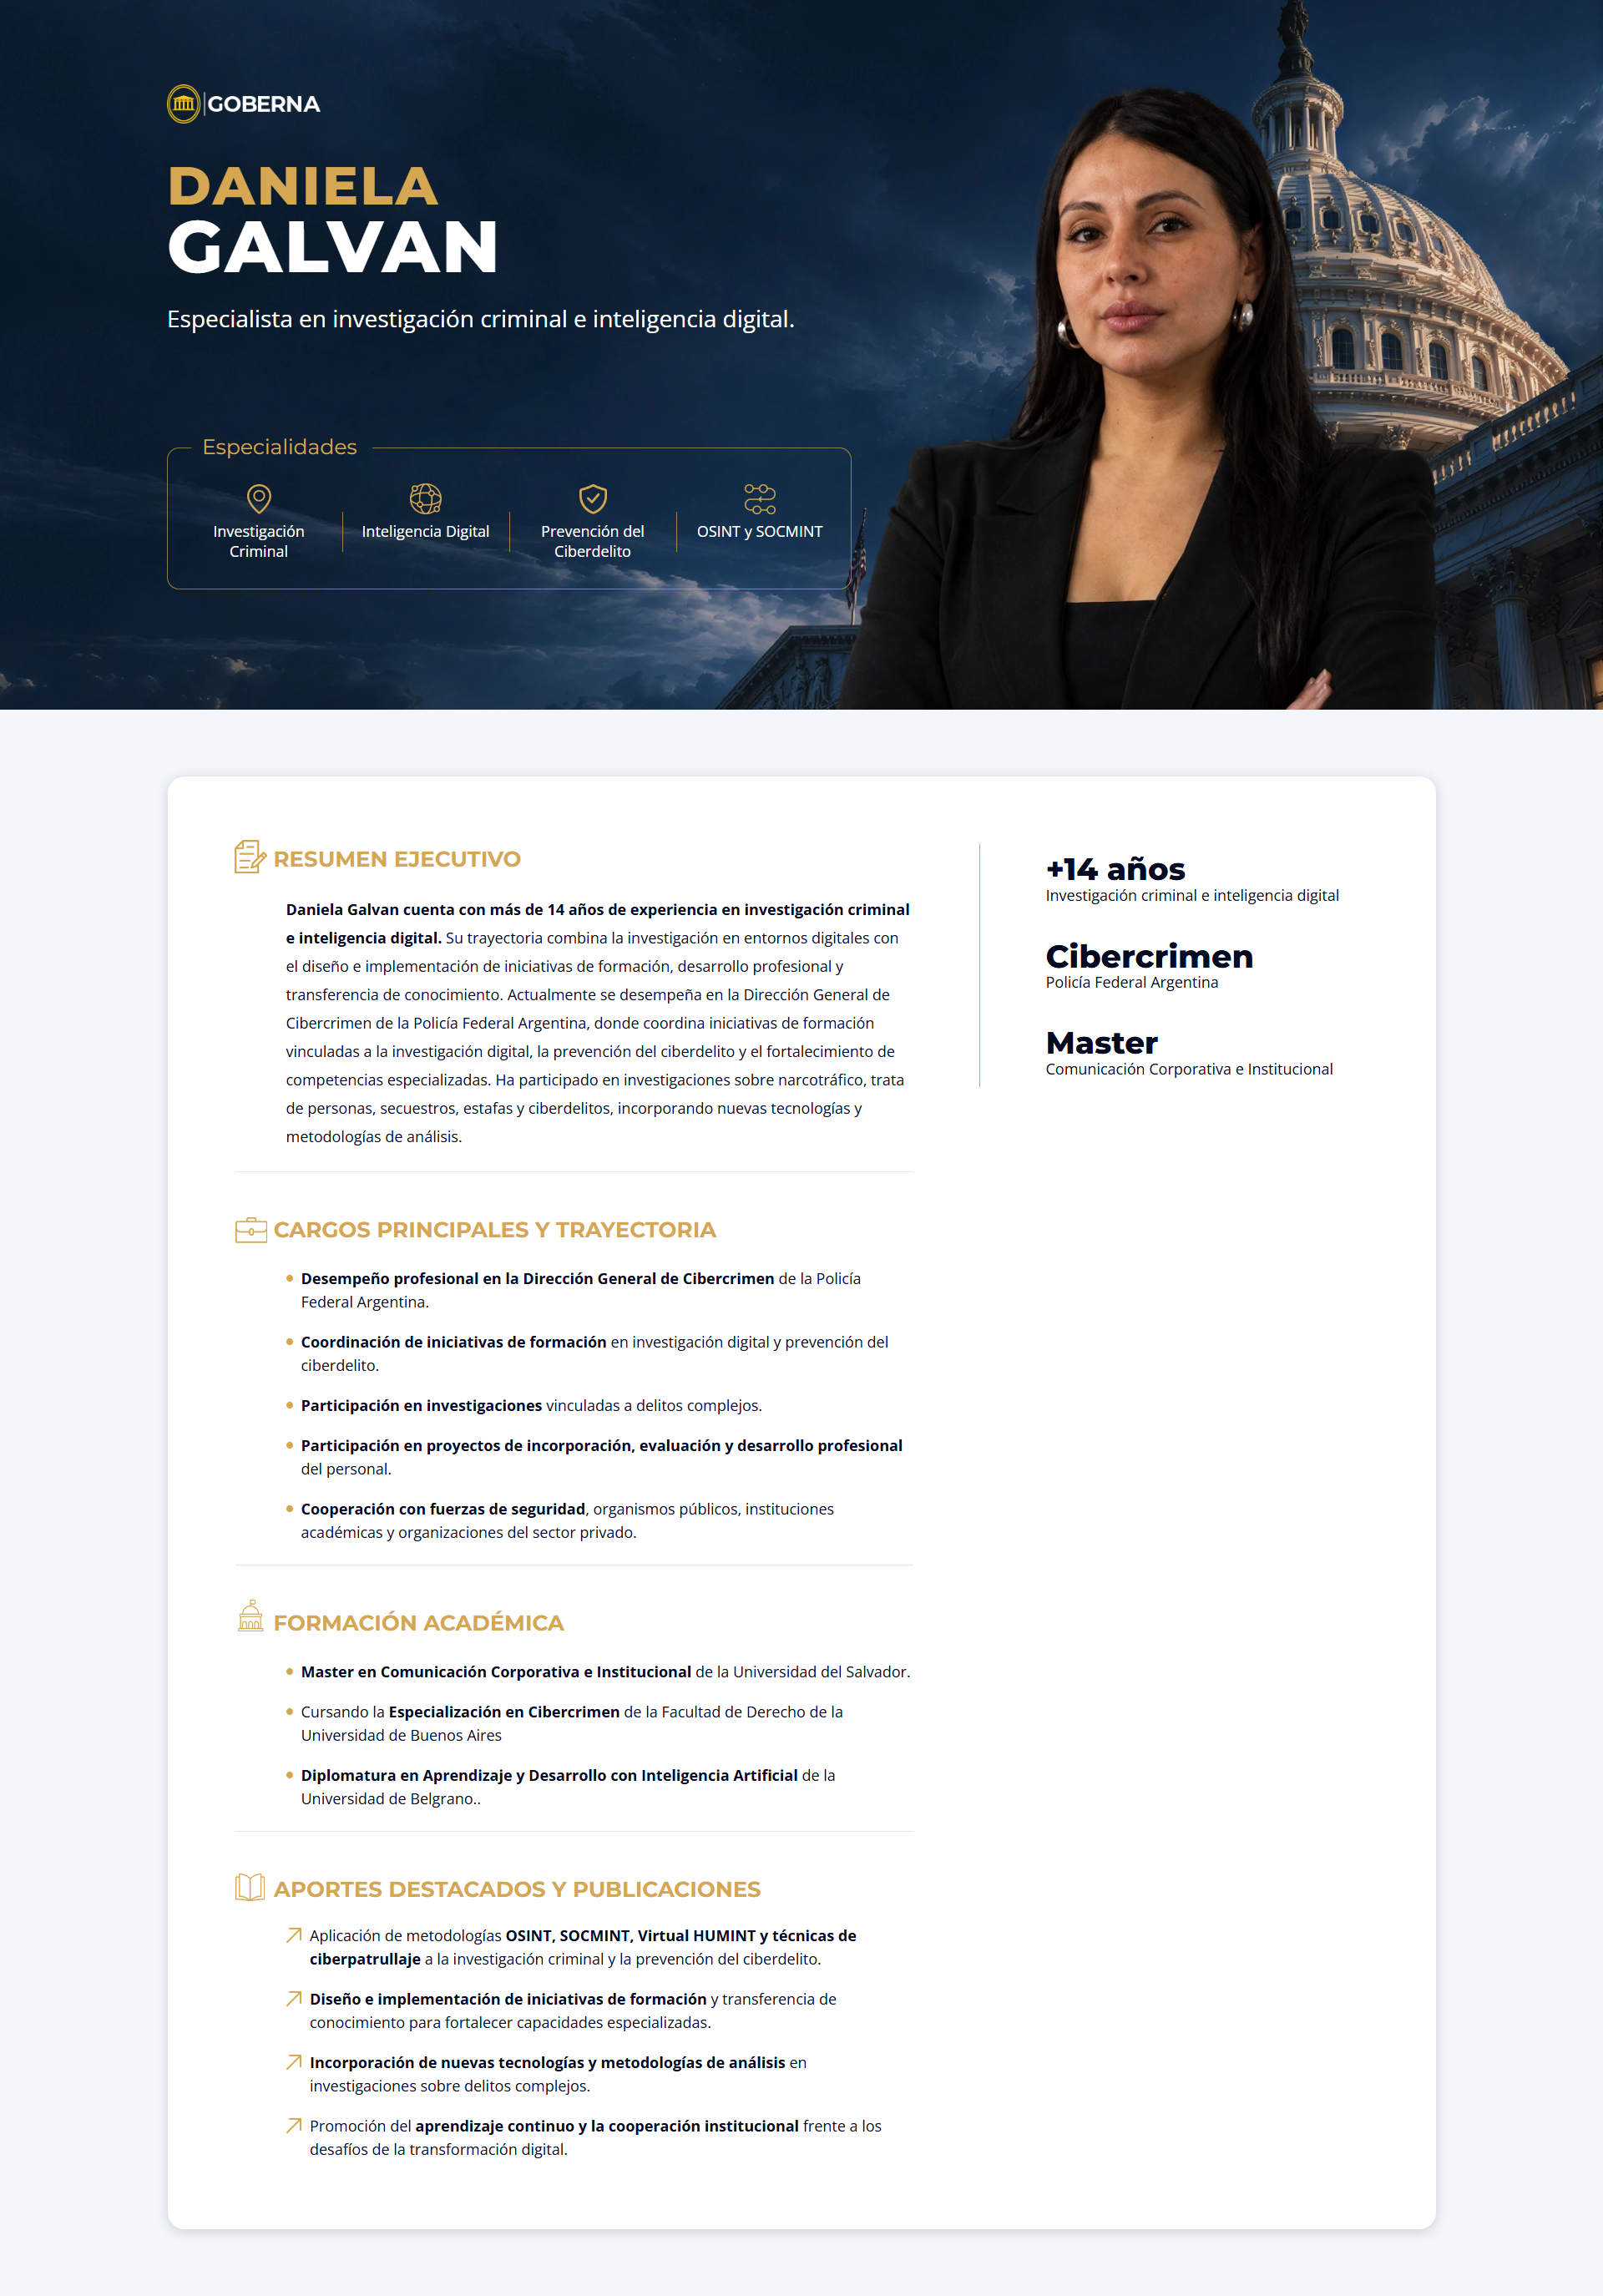 GOBERNA
DANIELA
GALVAN
Especialista en investigación criminal e inteligencia digital.
Especialidades
Investigación
Criminal
Inteligencia Digital
Prevención del
Ciberdelito
OSINT y SOCMINT
RESUMEN EJECUTIVO
Daniela Galvan cuenta con más de 14 años de experiencia en investigación criminal
e inteligencia digital. Su trayectoria combina la investigación en entornos digitales con
el diseño e implementación de iniciativas de formación, desarrollo profesional y
transferencia de conocimiento. Actualmente se desempeña en la Dirección General de
Cibercrimen de la Policía Federal Argentina, donde coordina iniciativas de formación
vinculadas a la investigación digital, la prevención del ciberdelito y el fortalecimiento de
competencias especializadas. Ha participado en investigaciones sobre narcotráfico, trata
de personas, secuestros, estafas y ciberdelitos, incorporando nuevas tecnologías y
metodologías de análisis.
+14 años
Investigación criminal e inteligencia digital
Cibercrimen
Policía Federal Argentina
Master
Comunicación Corporativa e Institucional
CARGOS PRINCIPALES Y TRAYECTORIA
Desempeño profesional en la Dirección General de Cibercrimen de la Policía
Federal Argentina.
Coordinación de iniciativas de formación en investigación digital y prevención del
ciberdelito.
Participación en investigaciones vinculadas a delitos complejos.
Participación en proyectos de incorporación, evaluación y desarrollo profesional
del personal.
Cooperación con fuerzas de seguridad, organismos públicos, instituciones
académicas y organizaciones del sector privado.
FORMACIÓN ACADÉMICA
Master en Comunicación Corporativa e Institucional de la Universidad del Salvador.
Cursando la Especialización en Cibercrimen de la Facultad de Derecho de la
Universidad de Buenos Aires
Diplomatura en Aprendizaje y Desarrollo con Inteligencia Artificial de la
Universidad de Belgrano..
APORTES DESTACADOS Y PUBLICACIONES
Aplicación de metodologías OSINT, SOCMINT, Virtual HUMINT y técnicas de
ciberpatrullaje a la investigación criminal y la prevención del ciberdelito.
Diseño e implementación de iniciativas de formación y transferencia de
conocimiento para fortalecer capacidades especializadas.
Incorporación de nuevas tecnologías y metodologías de análisis en
investigaciones sobre delitos complejos.
Promoción del aprendizaje continuo y la cooperación institucional frente a los
desafíos de la transformación digital.